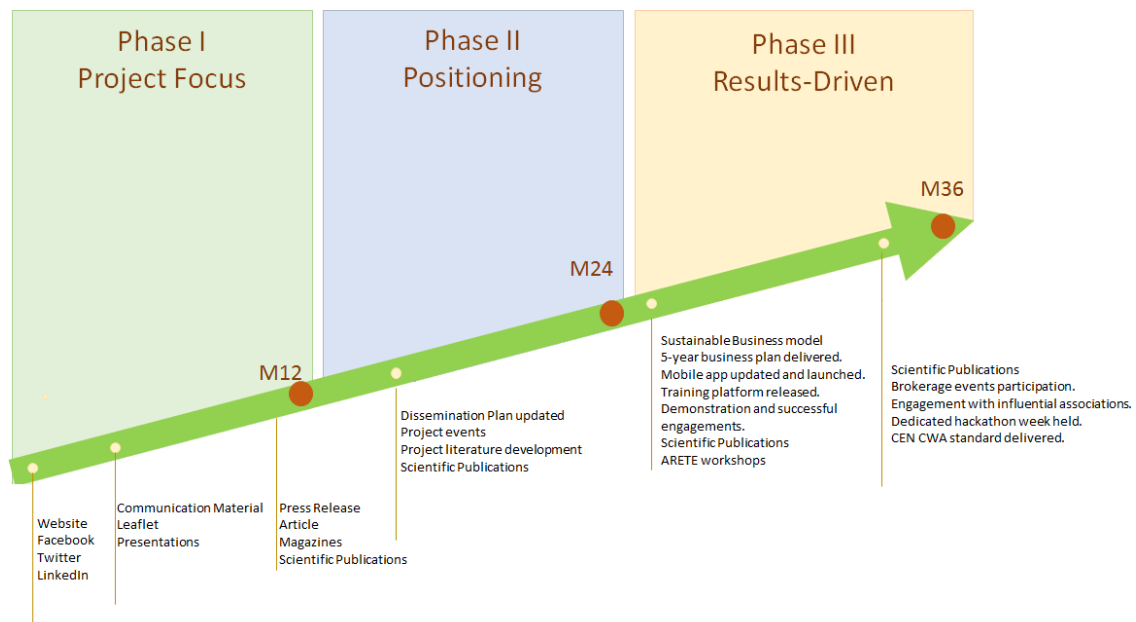 Phase I
Project Focus
Phase II
Positioning
Phase III
Results-Driven
M12
M24
M36
Website
Facebook
Twitter
LinkedIn
Communication Material
Leaflet
Presentations
Press Release
Article
Magazines
Scientific Publications
Dissemination Plan updated
Project events
Project literature development
Scientific Publications
Sustainable Business model
5-year business plan delivered.
Mobile app updated and launched.
Training platform released.
Demonstration and successful
engagements.
Scientific Publications
ARETE workshops
Scientific Publications
Brokerage events participation.
Engagement with influential associations.
Dedicated hackathon week held.
CEN CWA standard delivered.